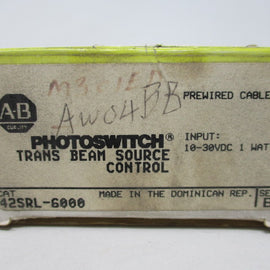 PREWIRED CABLE
A-B
QUALITY
AW04BB
PHOTOSWITCH®
INPUT:
TRANS BEAM SOURCE
10-30VDC 1 WAT
CONTROL
CAT
MADE IN THE DOMINICAN REP.
SE
42SRL-6000